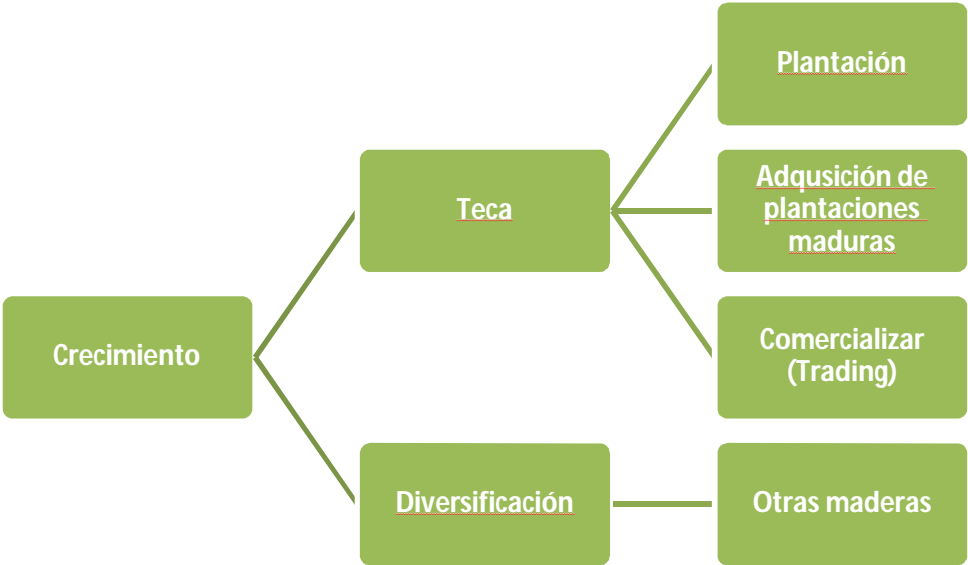 Crecimiento
Teca
Plantación
Adqusición de
plantaciones
maduras
Comercializar
(Trading)
Diversificación
Otras maderas